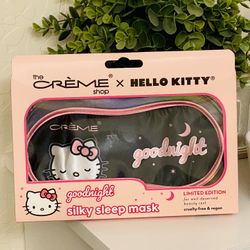 the
CRÈME × HELLO KITTY®
shop
CRÈME
goodnight
goodnight
silky sleep mask
LIMITED EDITION
for well deserved
beauty rest
cruelty-free & vegan